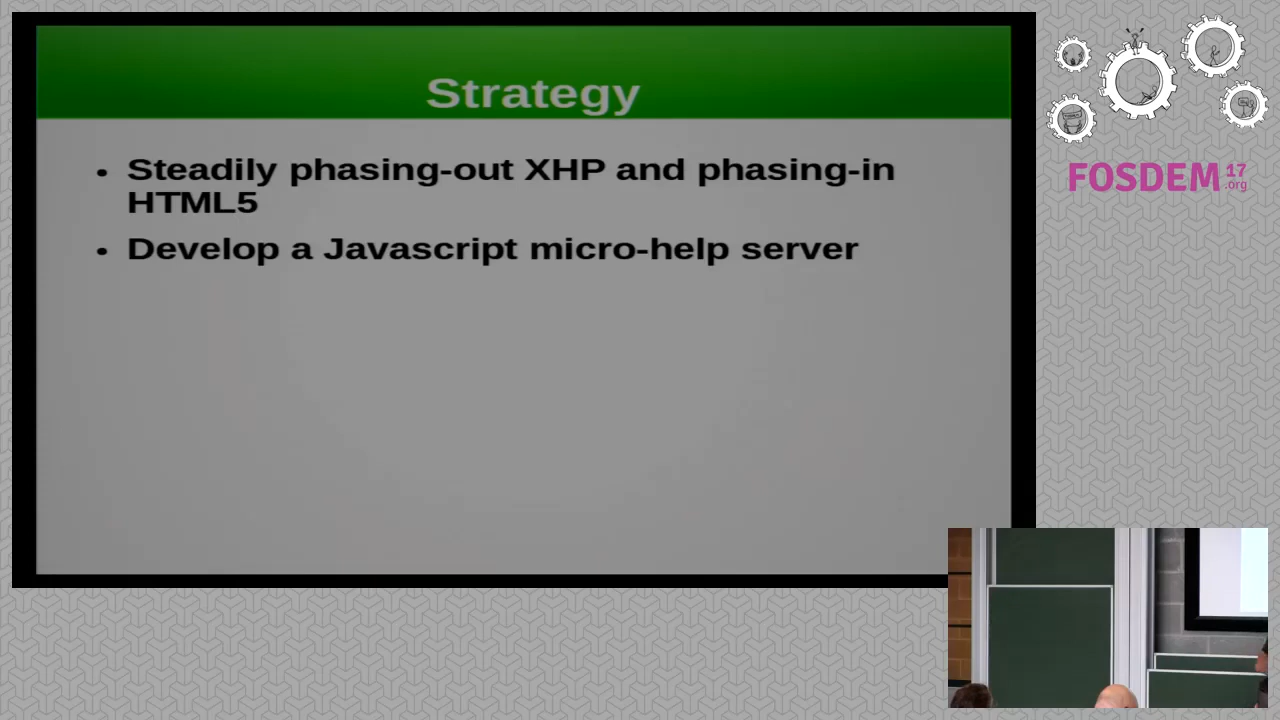 Strategy
• Steadily phasing-out XHP and phasing-in
HTML5
• Develop a Javascript micro-help server
FOSDEM 17
.org